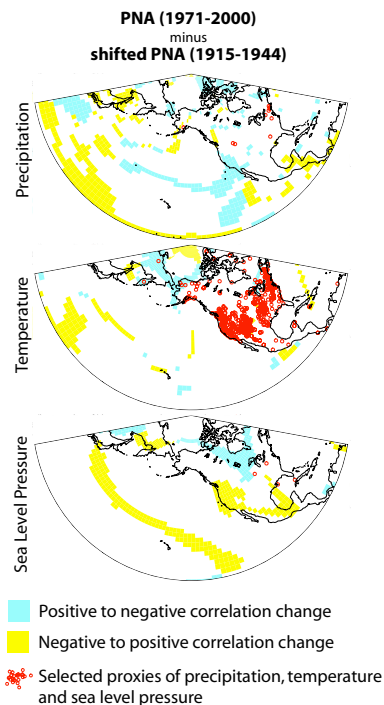 PNA (1971-2000)
minus
shifted PNA (1915-1944)
Precipitation
Temperature
Sea Level Pressure
Positive to negative correlation change
Negative to positive correlation change
Selected proxies of precipitation, temperature
and sea level pressure